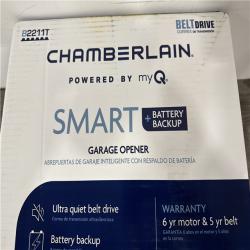 B2211T
BELT DRIVE
CHAMBERLAIN®
POWERED BY myQ
SMART + BATTERY BACKUP
GARAGE OPENER
ABREPUERTAS DE GARAJE INTELIGENTE CON RESPALDO DE BATERÍA
Ultra quiet belt drive
WARRANTY
6 yr motor & 5 yr belt
Battery backup